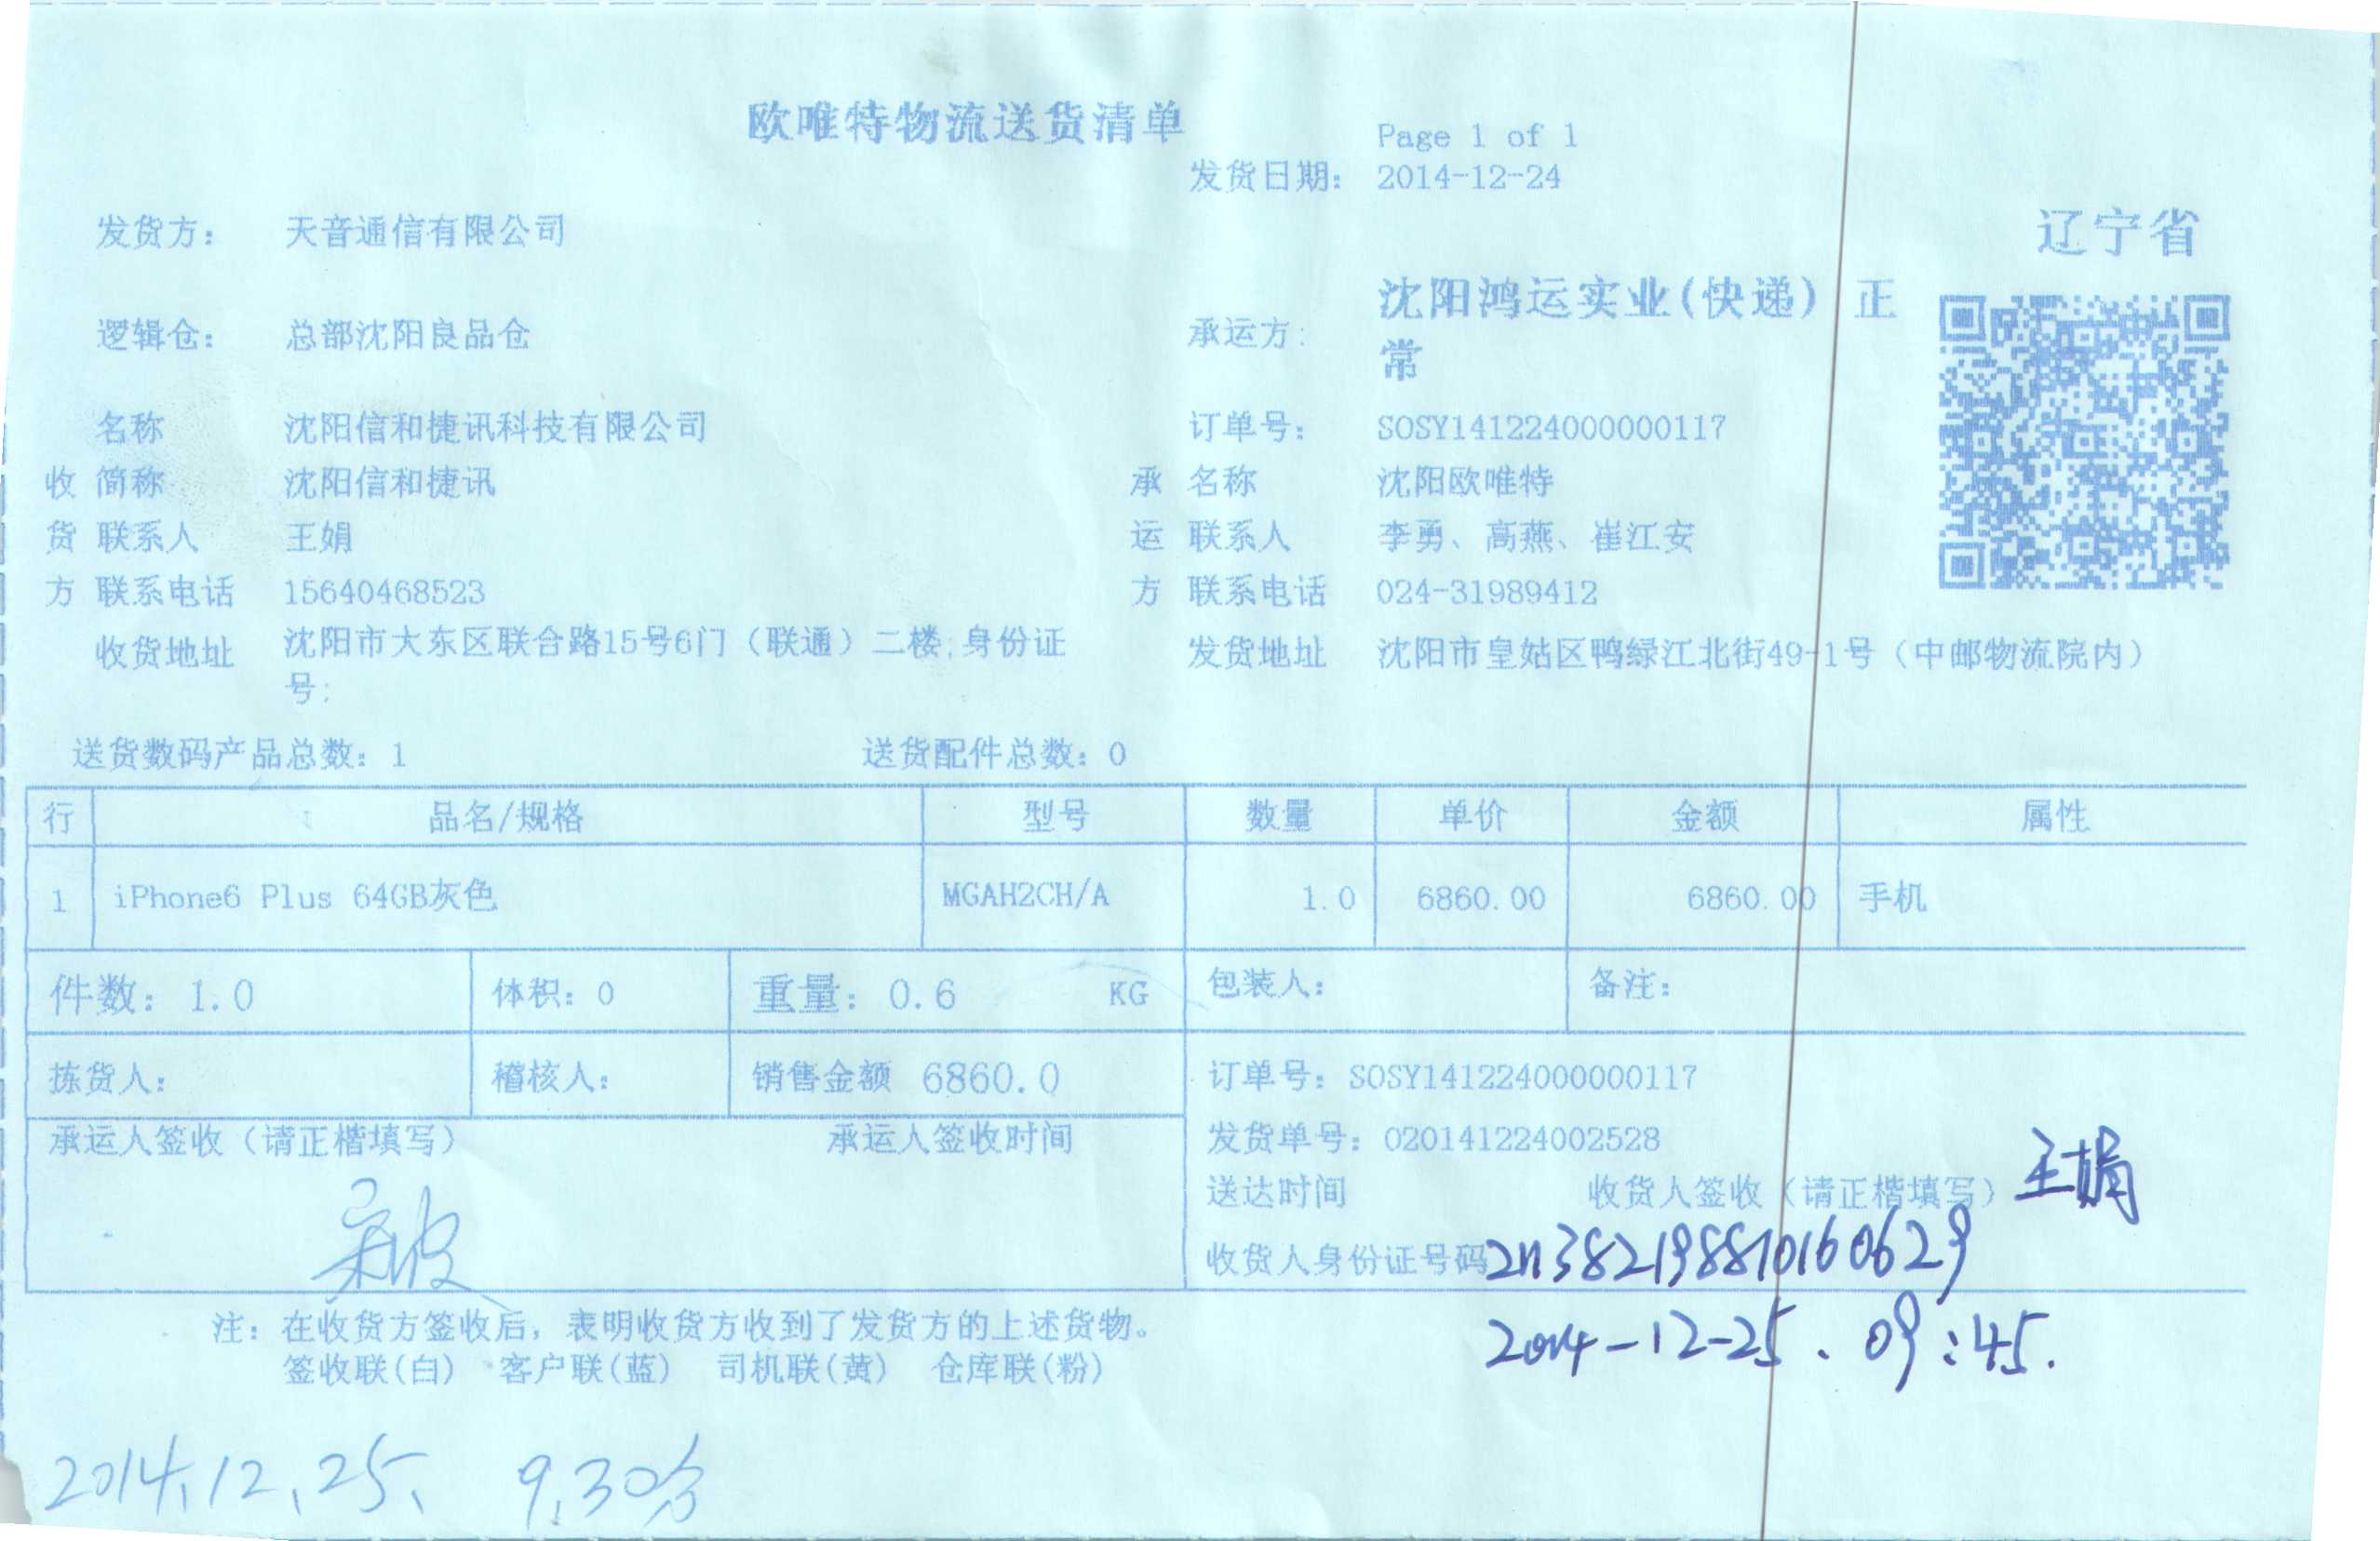 欧唯特物流送货清单
Page 1 of 1
发货日期： 2014-12-24
发货方： 天音通信有限公司
辽宁省
逻辑仓： 总部沈阳良品仓
承运方： 沈阳鸿运实业(快递) 正
常
名称 沈阳信和捷讯科技有限公司 订单号： SOSY141224000000117
收 简称 沈阳信和捷讯 承 名称 沈阳欧唯特
货 联系人 王娟 运 联系人 李勇、高燕、崔江安
方 联系电话 15640468523 方 联系电话 024-31989412
收货地址 沈阳市大东区联合路15号6门（联通）二楼;身份证
号:
发货地址 沈阳市皇姑区鸭绿江北街49-1号（中邮物流院内）
送货数码产品总数：1 送货配件总数：0
行 品名/规格 型号 数量 单价 金额 属性
1 iPhone6 Plus 64GB灰色 MGAH2CH/A 1.0 6860.00 6860.00 手机
件数：1.0 体积：0 重量：0.6 KG 包装人： 备注：
拣货人： 稽核人： 销售金额 6860.0 订单号：SOSY141224000000117
承运人签收（请正楷填写） 承运人签收时间 发货单号：020141224002528
送达时间 收货人签收（请正楷填写） 王娟
收货人身份证号码 211382198810160629
注：在收货方签收后，表明收货方收到了发货方的上述货物。
2014-12-25、09:45.
签收联(白) 客户联(蓝) 司机联(黄) 仓库联(粉)
2014、12、25、 9、30分